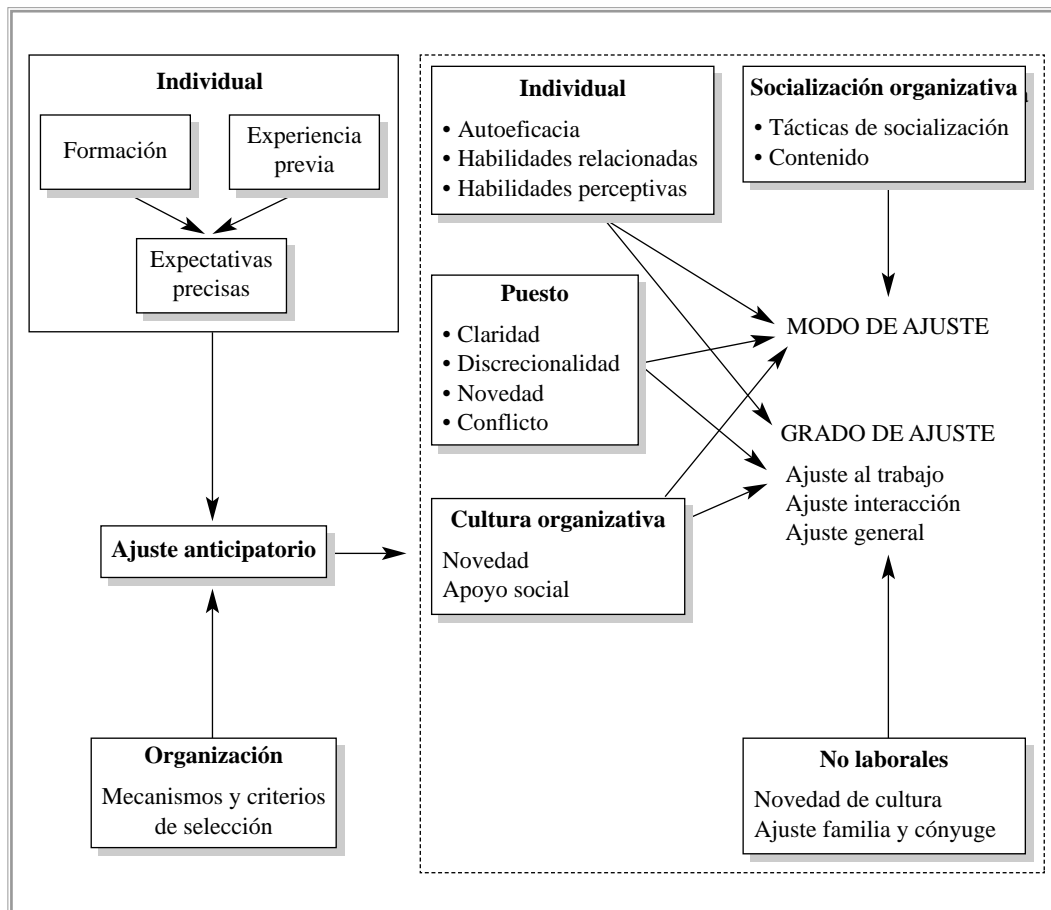 Individual
Formación
Experiencia
previa
Expectativas
precisas
Ajuste anticipatorio
Organización
Mecanismos y criterios
de selección
Individual
• Autoeficacia
• Habilidades relacionadas
• Habilidades perceptivas
Puesto
• Claridad
• Discrecionalidad
• Novedad
• Conflicto
Cultura organizativa
Novedad
Apoyo social
Socialización organizativa
• Tácticas de socialización
• Contenido
MODO DE AJUSTE
GRADO DE AJUSTE
Ajuste al trabajo
Ajuste interacción
Ajuste general
No laborales
Novedad de cultura
Ajuste familia y cónyuge